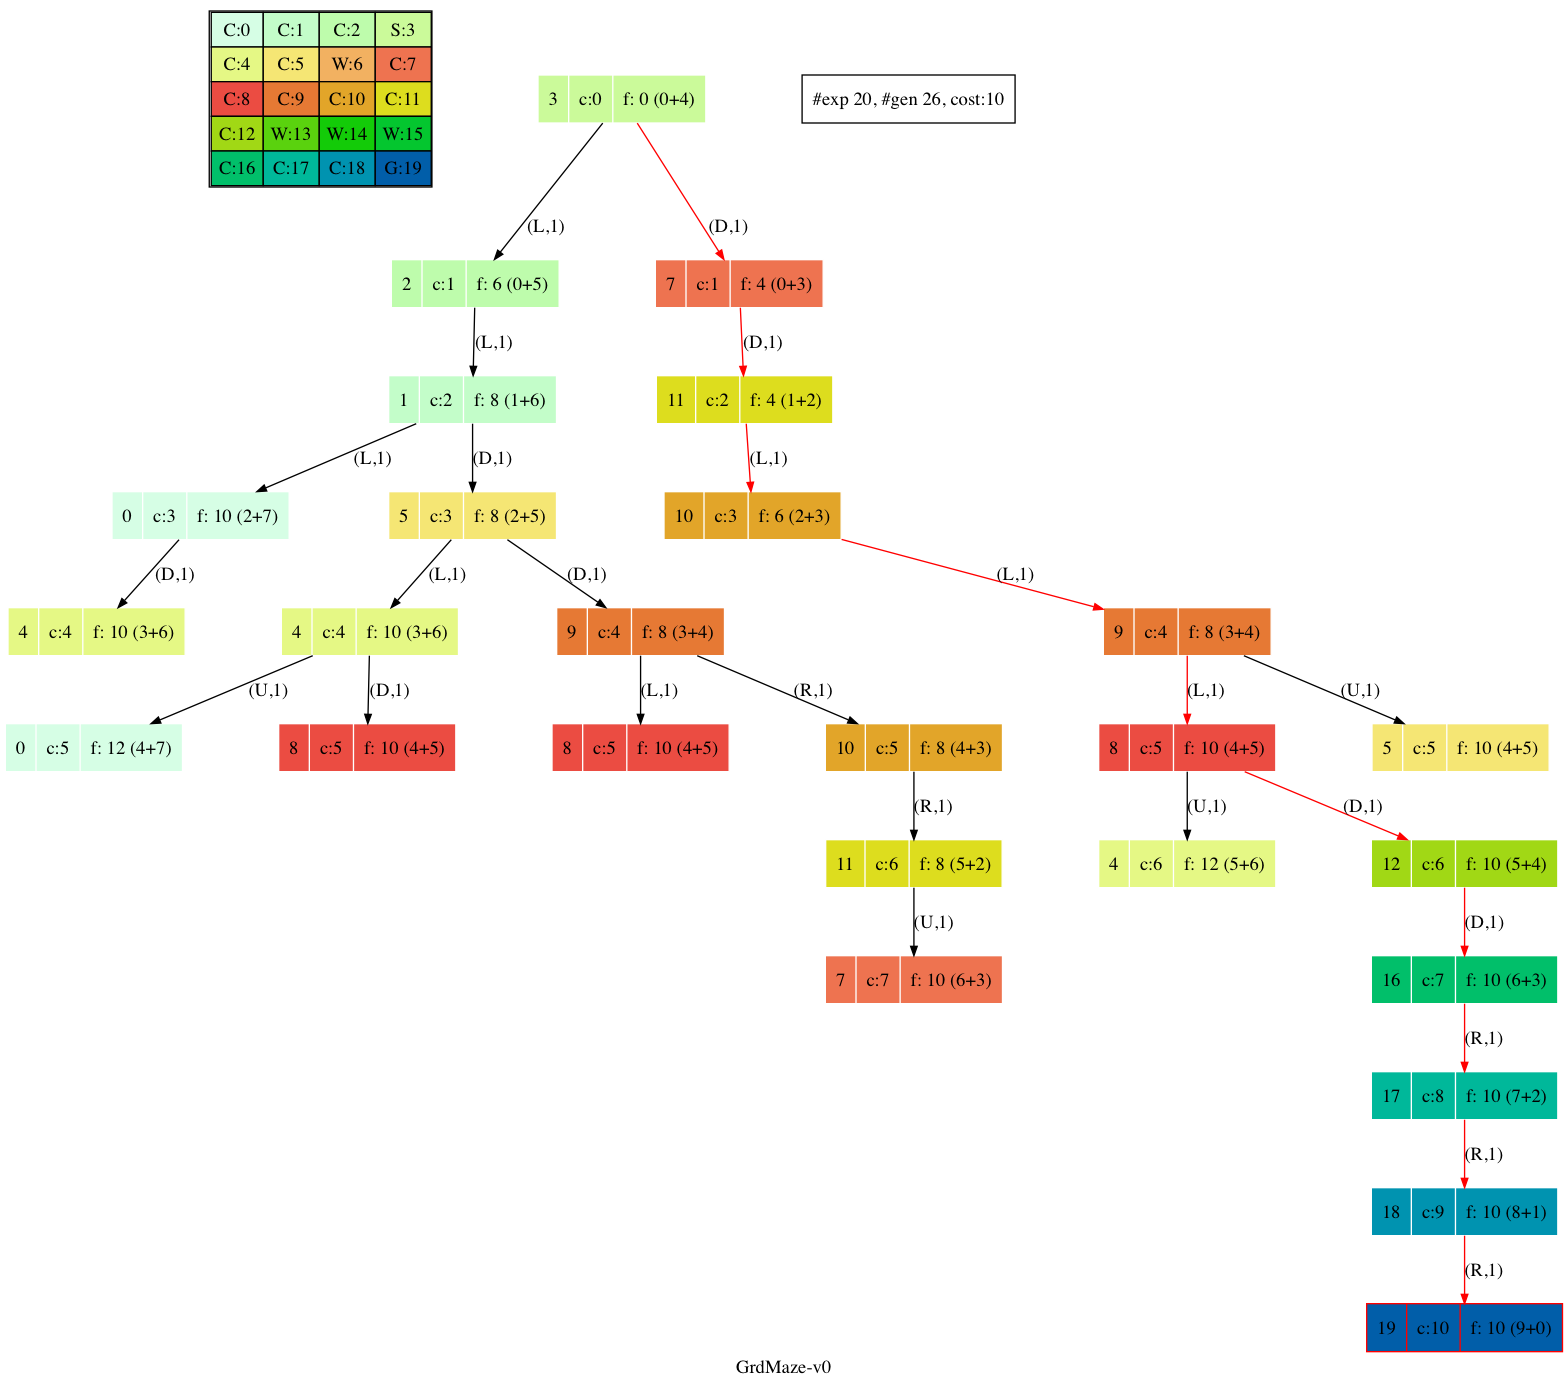 C:0 C:1 C:2 S:3
C:4 C:5 W:6 C:7
C:8 C:9 C:10 C:11
C:12 W:13 W:14 W:15
C:16 C:17 C:18 G:19
3 c:0 f: 0 (0+4)
#exp 20, #gen 26, cost:10
(L,1) (D,1)
2 c:1 f: 6 (0+5) 7 c:1 f: 4 (0+3)
(L,1) (D,1)
1 c:2 f: 8 (1+6) 11 c:2 f: 4 (1+2)
(L,1) (D,1) (L,1)
0 c:3 f: 10 (2+7) 5 c:3 f: 8 (2+5) 10 c:3 f: 6 (2+3)
(D,1) (L,1) (D,1) (L,1)
4 c:4 f: 10 (3+6) 4 c:4 f: 10 (3+6) 9 c:4 f: 8 (3+4) 9 c:4 f: 8 (3+4)
(U,1) (D,1) (L,1) (R,1) (L,1) (U,1)
0 c:5 f: 12 (4+7) 8 c:5 f: 10 (4+5) 8 c:5 f: 10 (4+5) 10 c:5 f: 8 (4+3) 8 c:5 f: 10 (4+5) 5 c:5 f: 10 (4+5)
(R,1) (U,1) (D,1)
11 c:6 f: 8 (5+2) 4 c:6 f: 12 (5+6) 12 c:6 f: 10 (5+4)
(U,1) (D,1)
7 c:7 f: 10 (6+3) 16 c:7 f: 10 (6+3)
(R,1)
17 c:8 f: 10 (7+2)
(R,1)
18 c:9 f: 10 (8+1)
(R,1)
19 c:10 f: 10 (9+0)
GrdMaze-v0